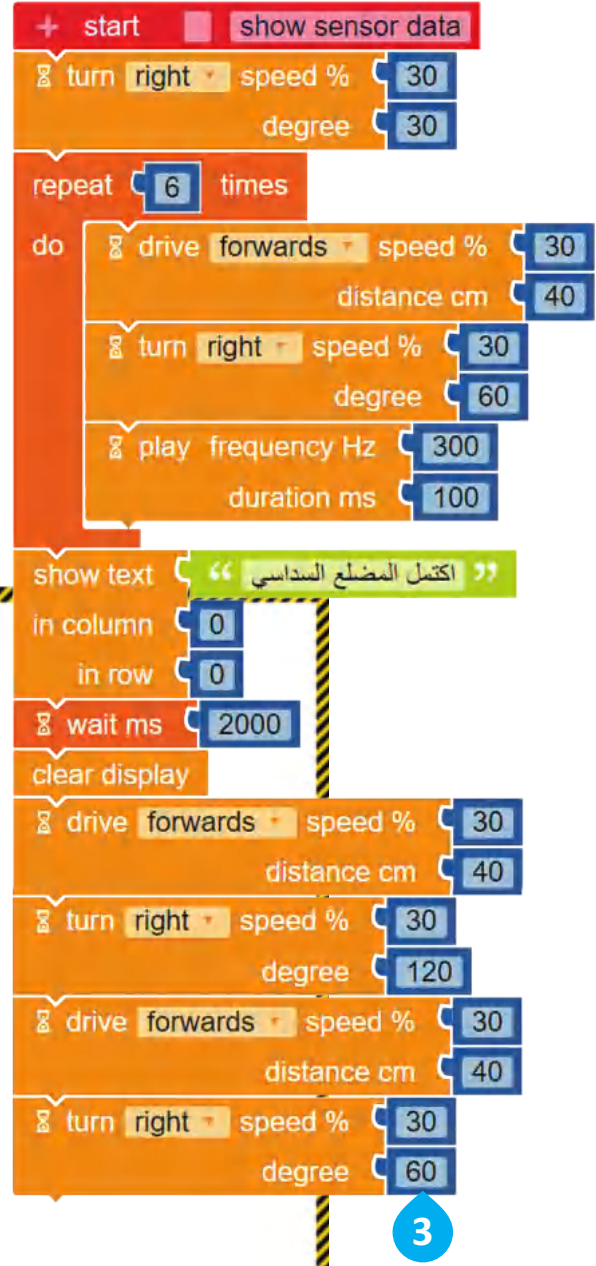 + start show sensor data
turn right speed % 30
degree 30
repeat 6 times
do drive forwards speed % 30
distance cm 40
turn right speed % 30
degree 60
play frequency Hz 300
duration ms 100
show text “ اكتمل المضلع السداسي ”
in column 0
in row 0
wait ms 2000
clear display
drive forwards speed % 30
distance cm 40
turn right speed % 30
degree 120
drive forwards speed % 30
distance cm 40
turn right speed % 30
degree 60
3